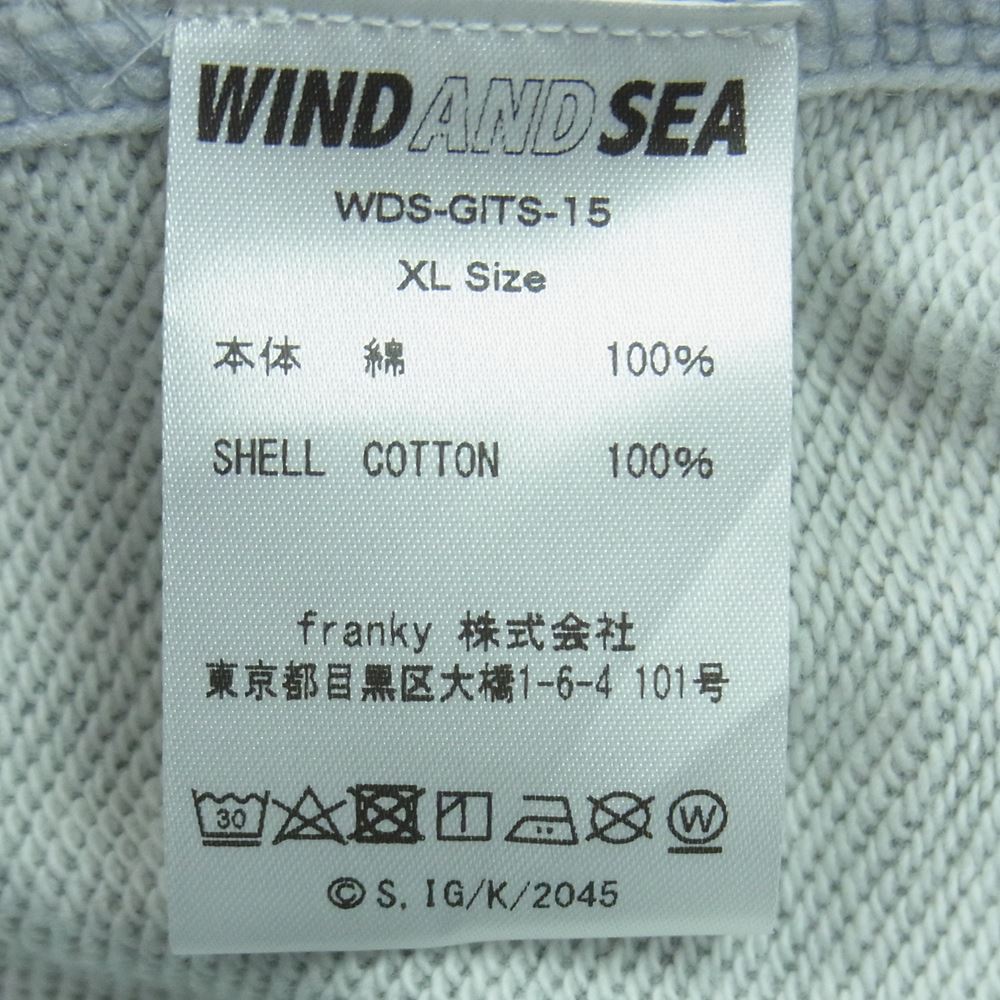 WIND AND SEA
WDS-GITS-15
XL Size
本体 綿 100%
SHELL COTTON 100%
franky 株式会社
東京都目黒区大橋1-6-4 101号
30 W
© S. IG/K/2045